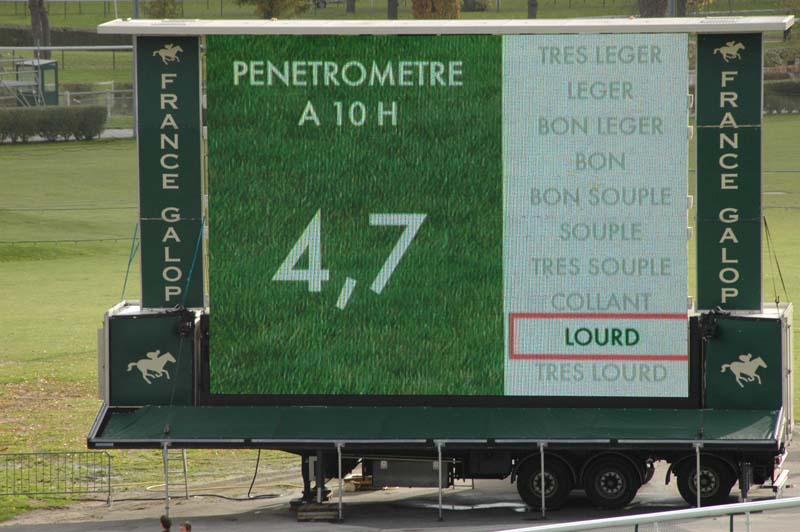 FRANCE GALOP
PENETROMETRE
A 10 H
4,7
TRES LEGER
LEGER
BON LEGER
BON
BON SOUPLE
SOUPLE
TRES SOUPLE
COLLANT
LOURD
TRES LOURD
FRANCE GALOP